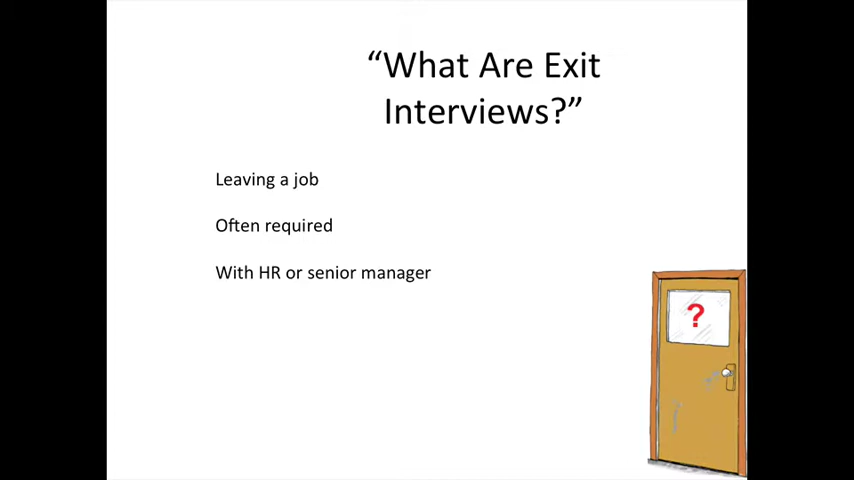 “What Are Exit
Interviews?”
Leaving a job
Often required
With HR or senior manager
?